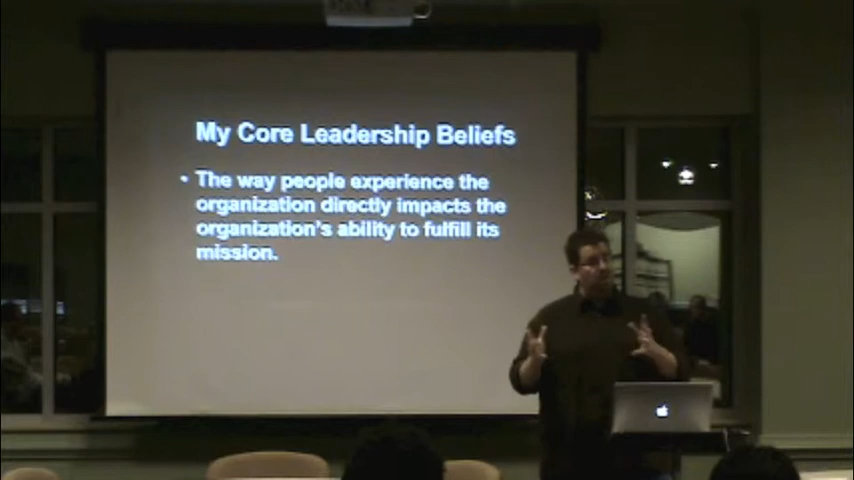 My Core Leadership Beliefs
• The way people experience the
organization directly impacts the
organization's ability to fulfill its
mission.